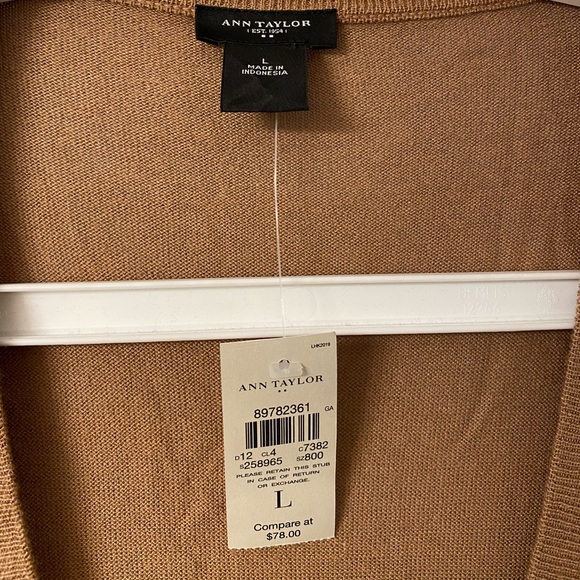 ANN TAYLOR
EST. 1954
L
MADE IN
INDONESIA
LHK2019
ANN TAYLOR
89782361 GA
D12 CL4 C7382
S258965 SZ800
PLEASE RETAIN THIS STUB
IN CASE OF RETURN
OR EXCHANGE.
L
Compare at
$78.00